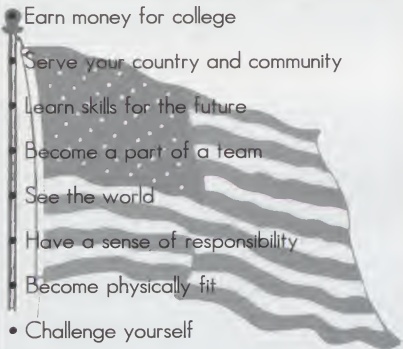 • Earn money for college
• Serve your country and community
• Learn skills for the future
• Become a part of a team
• See the world
• Have a sense of responsibility
• Become physically fit
• Challenge yourself